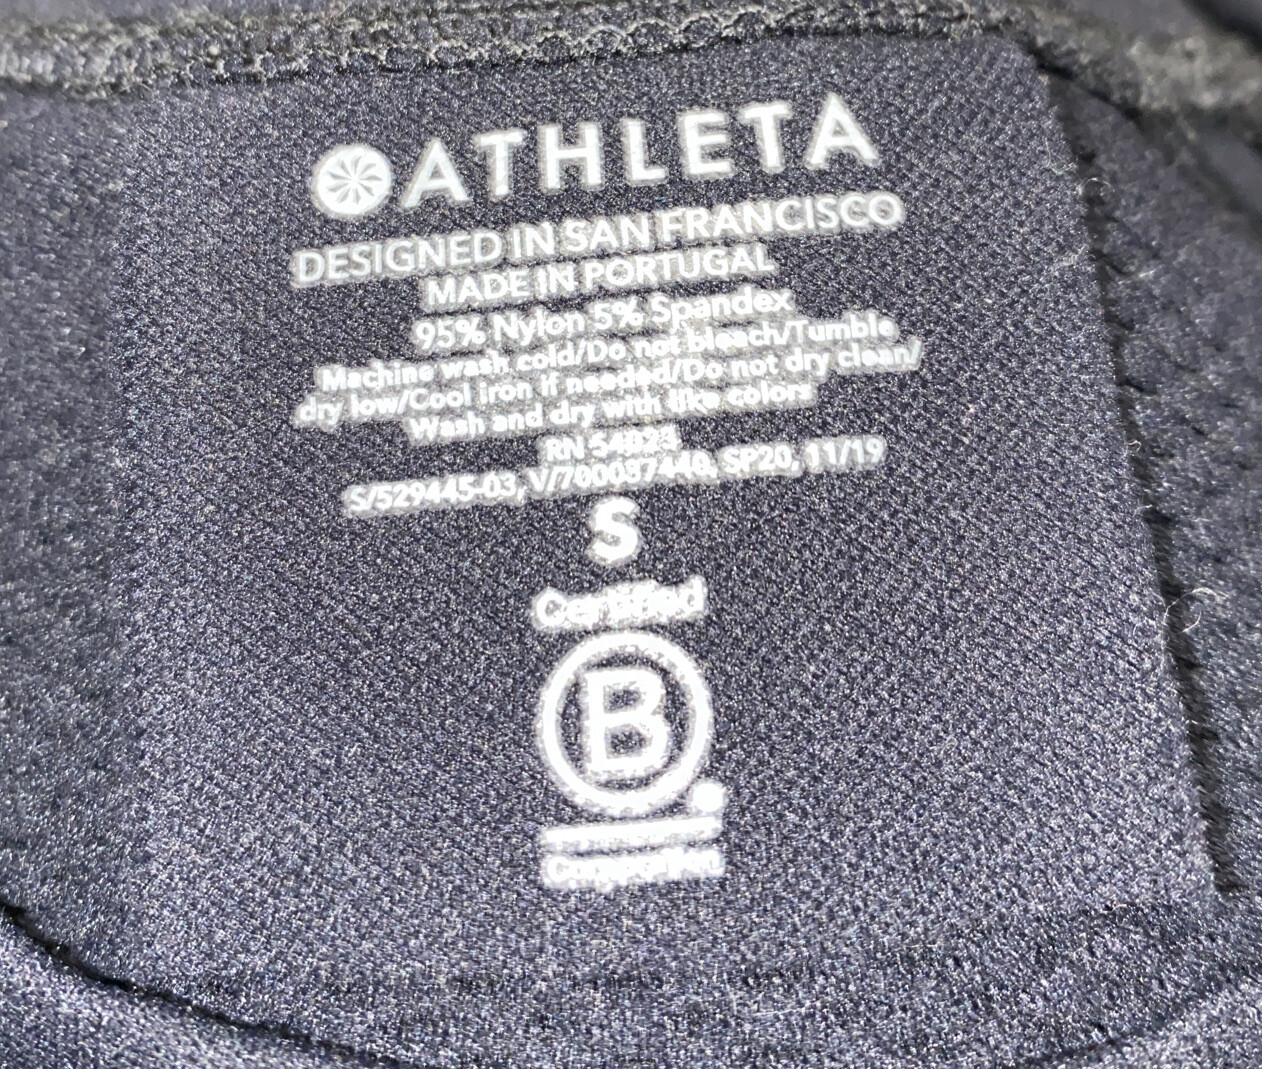 ATHLETA
DESIGNED IN SAN FRANCISCO
MADE IN PORTUGAL
95% Nylon 5% Spandex
Machine wash cold/Do not bleach/Tumble
dry low/Cool iron if needed/Do not dry clean/
Wash and dry with like colors
RN 54023
S/529445-03, V/700087440, SP20, 11/19
S
Certified
B
Corporation